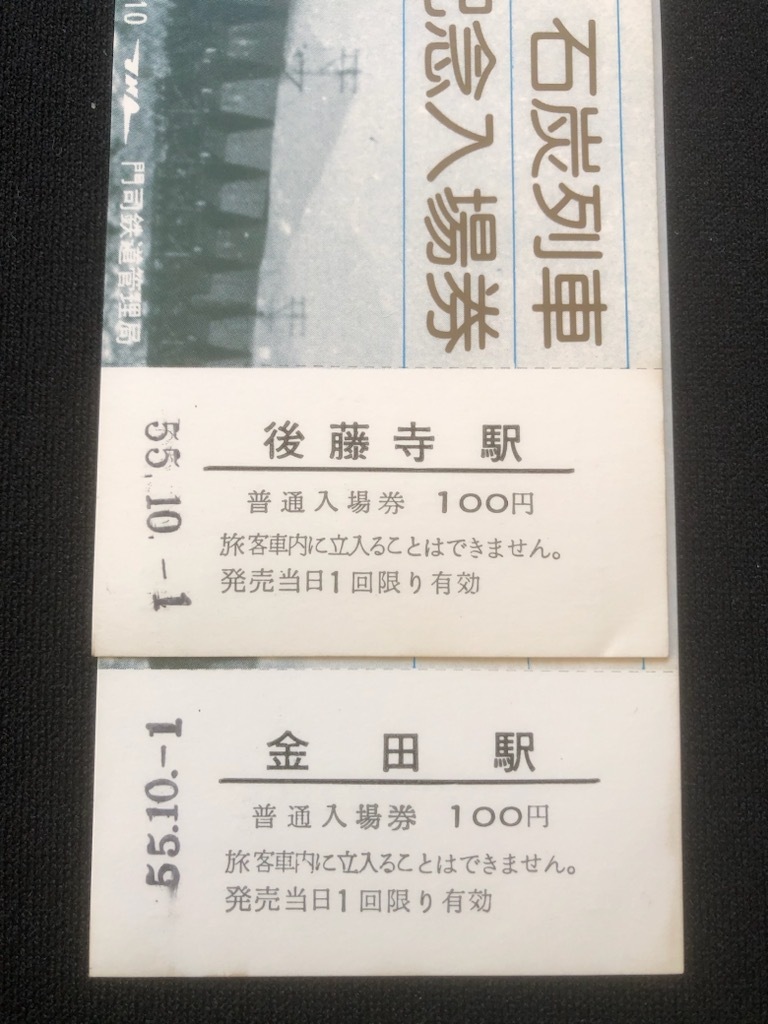 石炭列車
記念入場券
10
JNR
門司鉄道管理局
後藤寺駅
普通入場券 100円
旅客車内に立入ることはできません。
発売当日1回限り有効
55.10.-1
金田駅
普通入場券 100円
旅客車内に立入ることはできません。
発売当日1回限り有効
55.10.-1